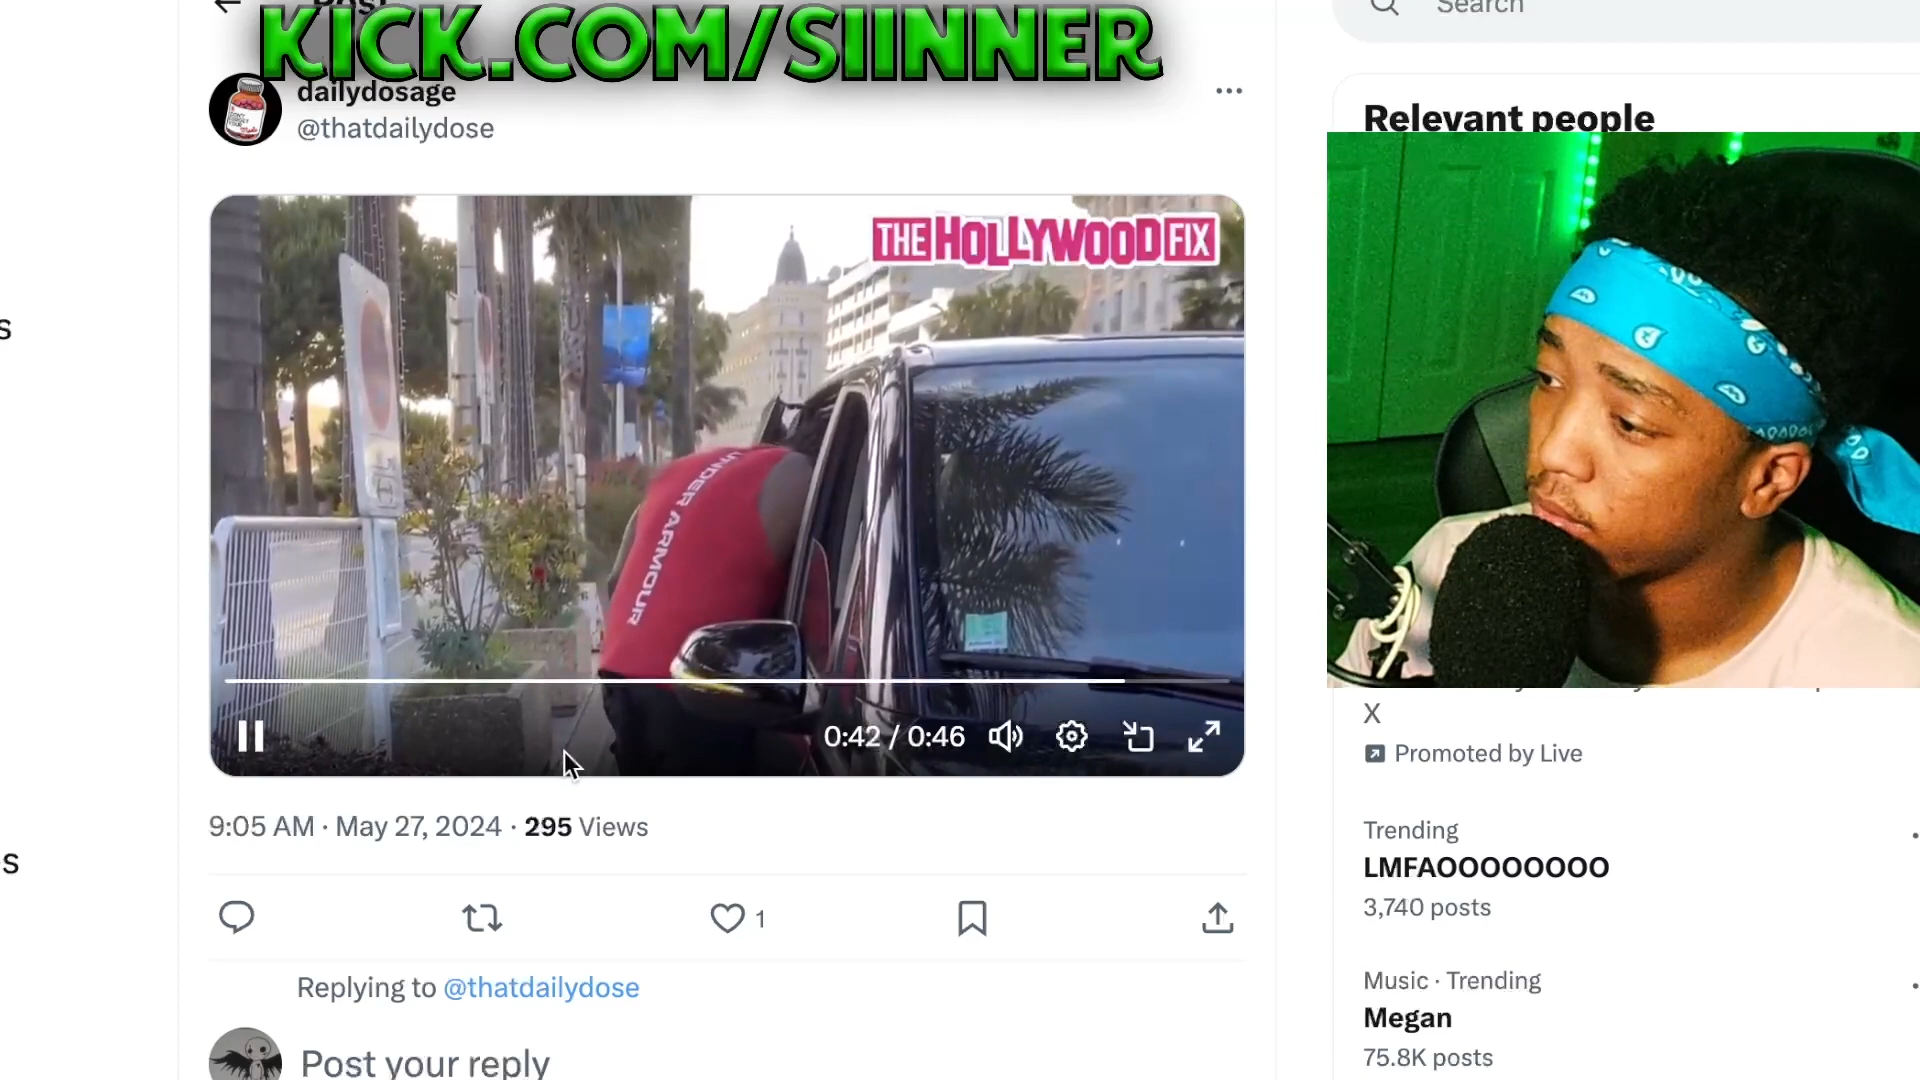 Post
KICK.COM/SIINNER
Search
dailydosage
@thatdailydose
Relevant people
THE HOLLYWOOD FIX
UNDER ARMOUR
0:42 / 0:46
X
Promoted by Live
9:05 AM · May 27, 2024 · 295 Views
Trending
LMFAOOOOOOOO
3,740 posts
1
Replying to @thatdailydose
Music · Trending
Megan
75.8K posts
Post your reply
s
s